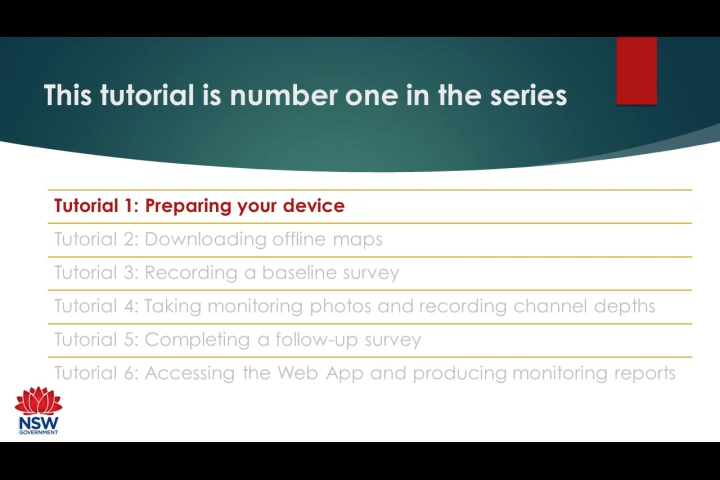 This tutorial is number one in the series
Tutorial 1: Preparing your device
Tutorial 2: Downloading offline maps
Tutorial 3: Recording a baseline survey
Tutorial 4: Taking monitoring photos and recording channel depths
Tutorial 5: Completing a follow-up survey
Tutorial 6: Accessing the Web App and producing monitoring reports
NSW
GOVERNMENT